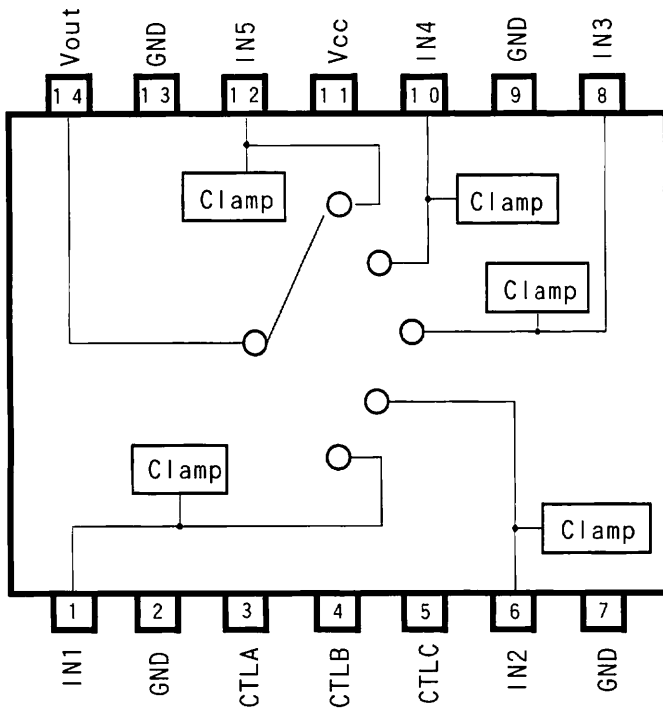 Vout GND IN5 Vcc IN4 GND IN3
14 13 12 11 10 9 8
Clamp
Clamp
Clamp
Clamp
Clamp
1 2 3 4 5 6 7
IN1 GND CTLA CTLB CTLC IN2 GND